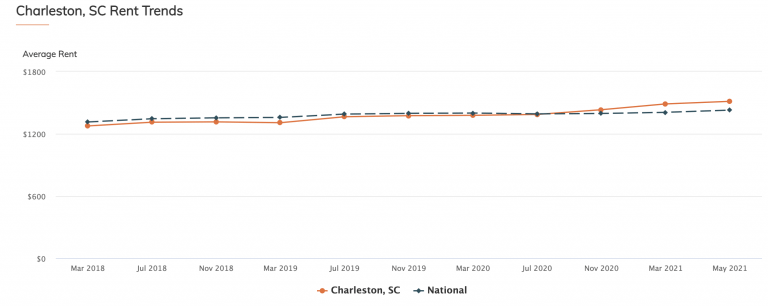 Charleston, SC Rent Trends
Average Rent
$1800
$1200
$600
$0
Mar 2018 Jul 2018 Nov 2018 Mar 2019 Jul 2019 Nov 2019 Mar 2020 Jul 2020 Nov 2020 Mar 2021 May 2021
Charleston, SC National